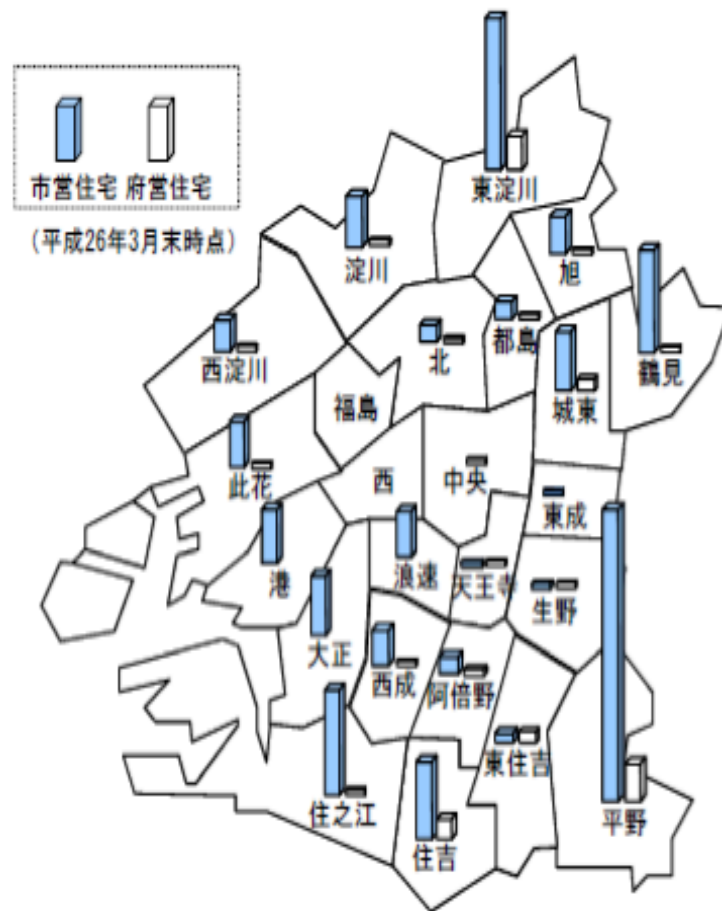 市営住宅 府営住宅
(平成26年3月末時点)
東淀川
淀川
旭
北
都島
西淀川
鶴見
城東
福島
此花
西
中央
東成
港
浪速
天王寺
生野
大正
西成
阿倍野
東住吉
住之江
平野
住吉